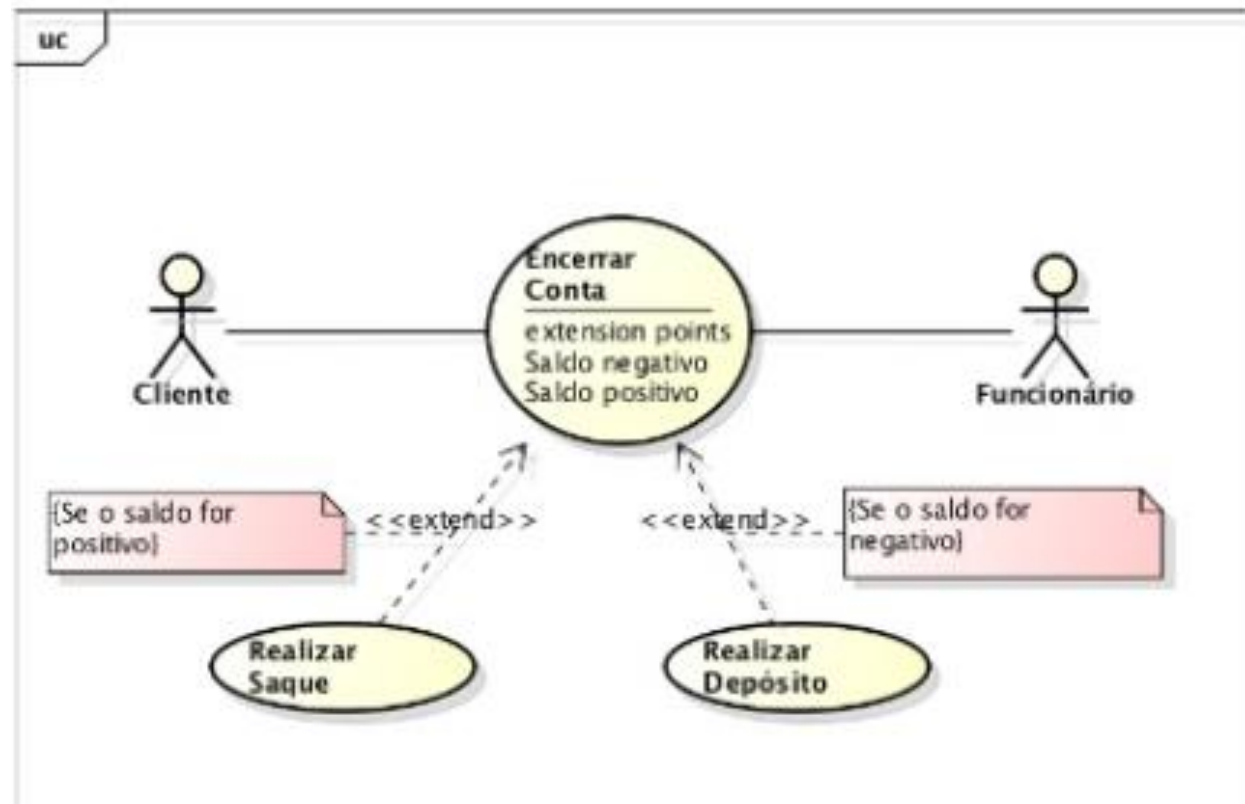 uc
Encerrar
Conta
extension points
Saldo negativo
Saldo positivo
Cliente
Funcionário
{Se o saldo for
positivo}
<<extend>>
<<extend>>
{Se o saldo for
negativo}
Realizar
Saque
Realizar
Depósito